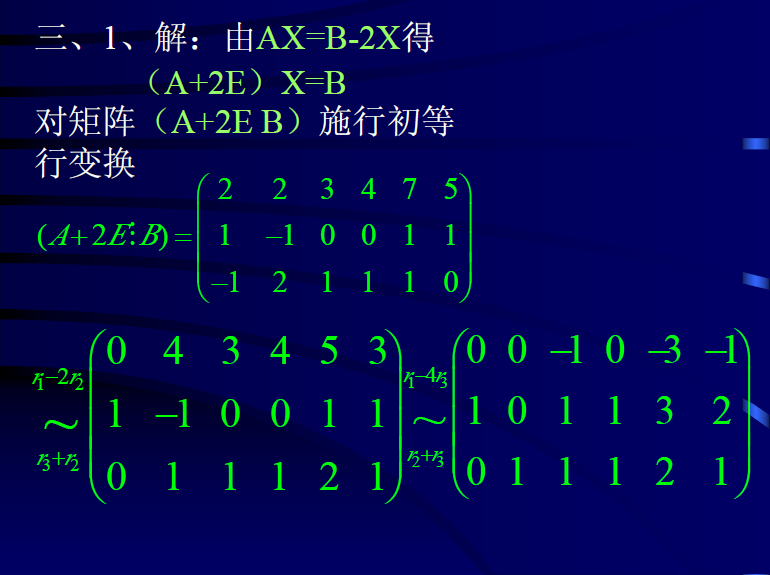 三、1、解：由AX=B-2X得
（A+2E）X=B
对矩阵（A+2E B）施行初等
行变换
(A+2E⋮B)= ( 2 2 3 4 7 5
1 –1 0 0 1 1
–1 2 1 1 1 0 )
r1–2r2 ~ r3+r2 ( 0 4 3 4 5 3
1 –1 0 0 1 1
0 1 1 1 2 1 )
r1–4r3 ~ r2+r3 ( 0 0 –1 0 –3 –1
1 0 1 1 3 2
0 1 1 1 2 1 )